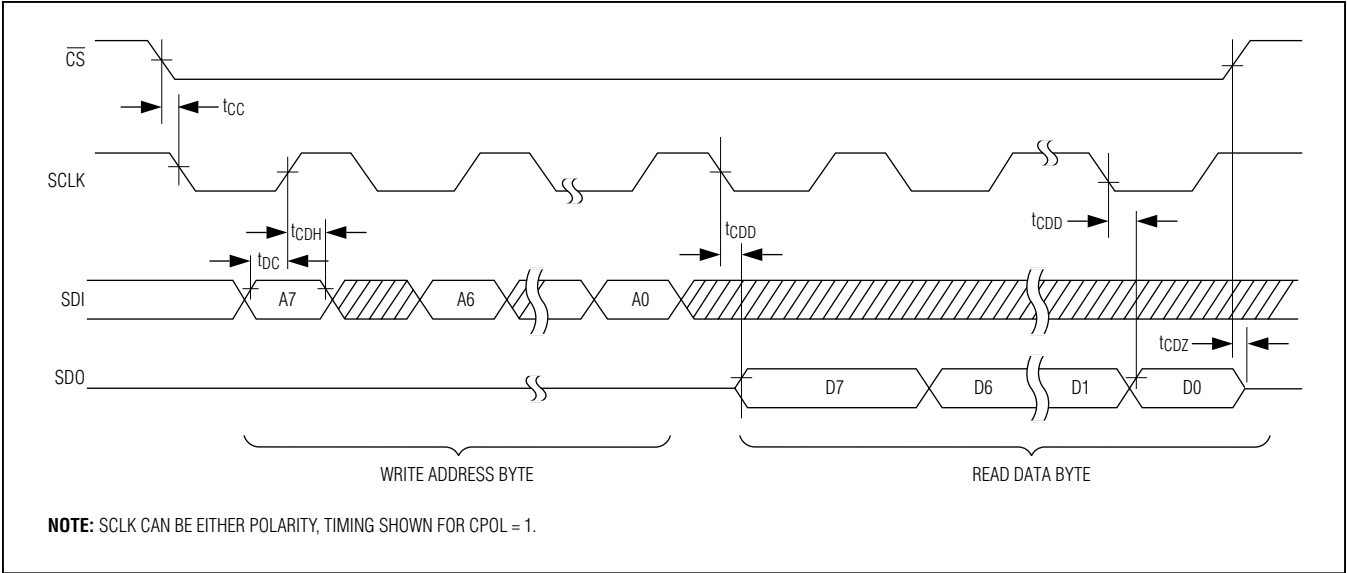 CS
tCC
SCLK
tCDH
tDC
tCDD
tCDD
SDI
A7
A6
A0
tCDZ
SDO
D7
D6
D1
D0
WRITE ADDRESS BYTE
READ DATA BYTE
NOTE: SCLK CAN BE EITHER POLARITY, TIMING SHOWN FOR CPOL = 1.